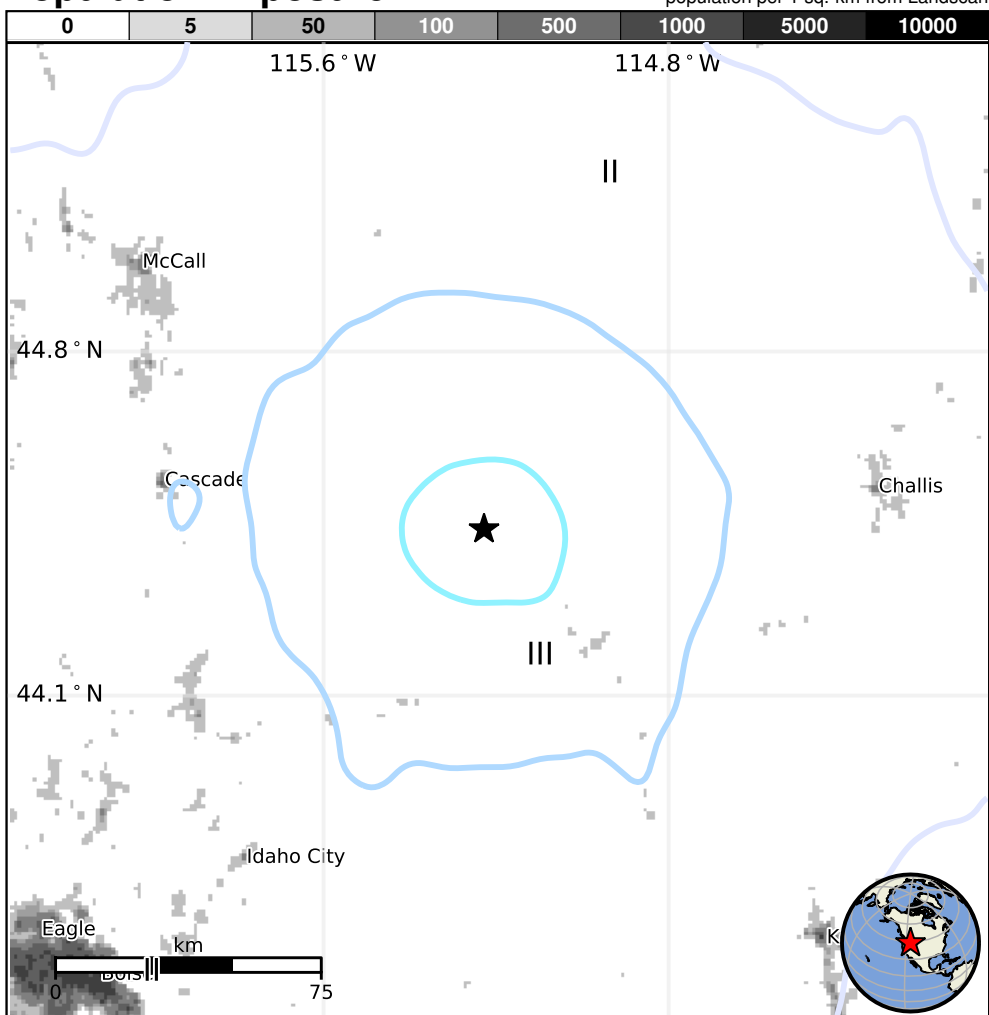 population per 1 sq. km from Landscan
0 5 50 100 500 1000 5000 10000
115.6°W 114.8°W
II
McCall
44.8°N
Cascade
Challis
III
44.1°N
Idaho City
Eagle
km
II
0 75